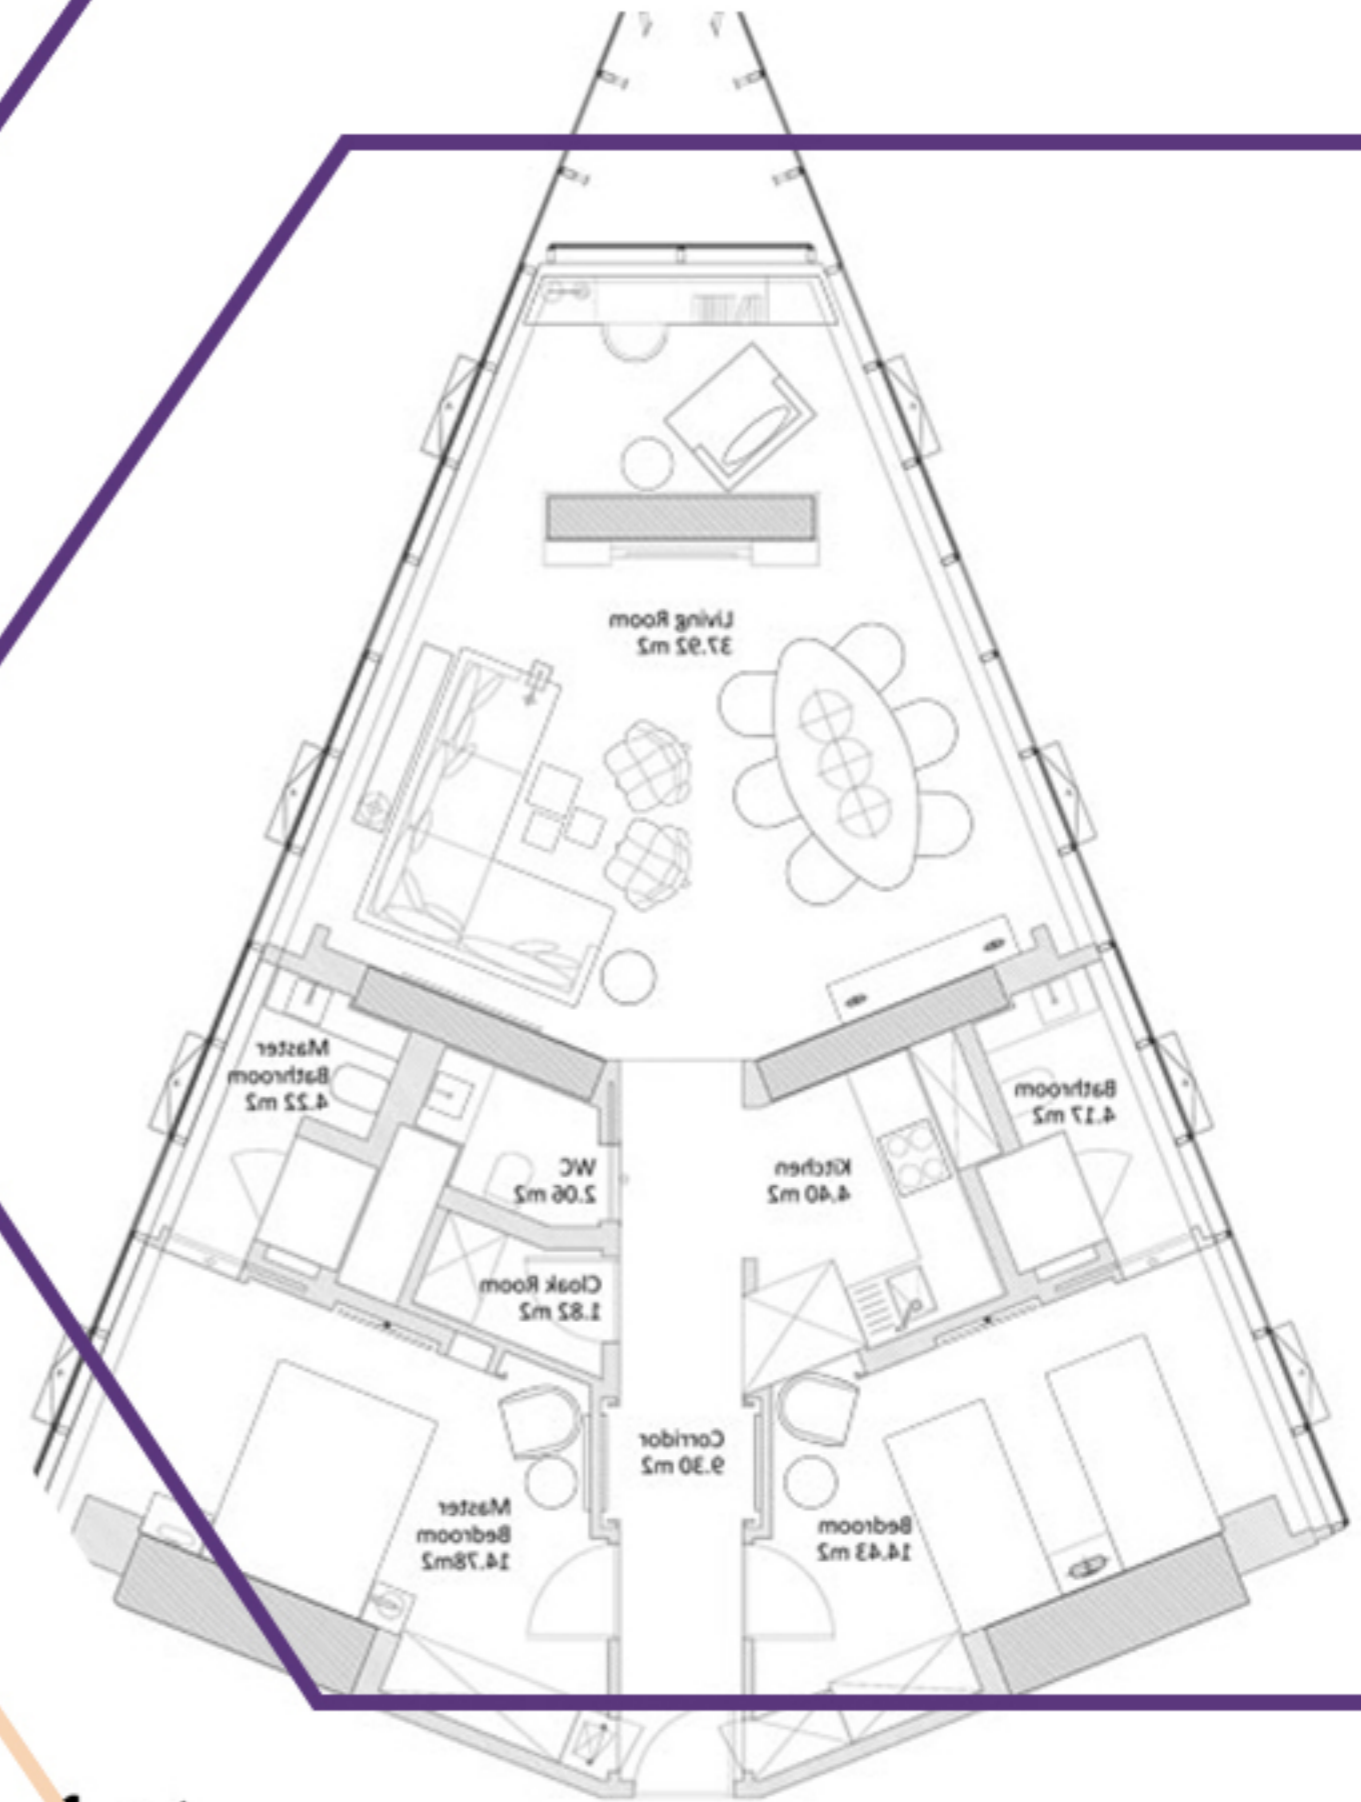 Living Room
37.92 m2
Master
Bathroom
4.22 m2
Bathroom
4.17 m2
WC
2.06 m2
Kitchen
4.40 m2
Cloak Room
1.82 m2
Corridor
9.30 m2
Master
Bedroom
14.78m2
Bedroom
14.43 m2